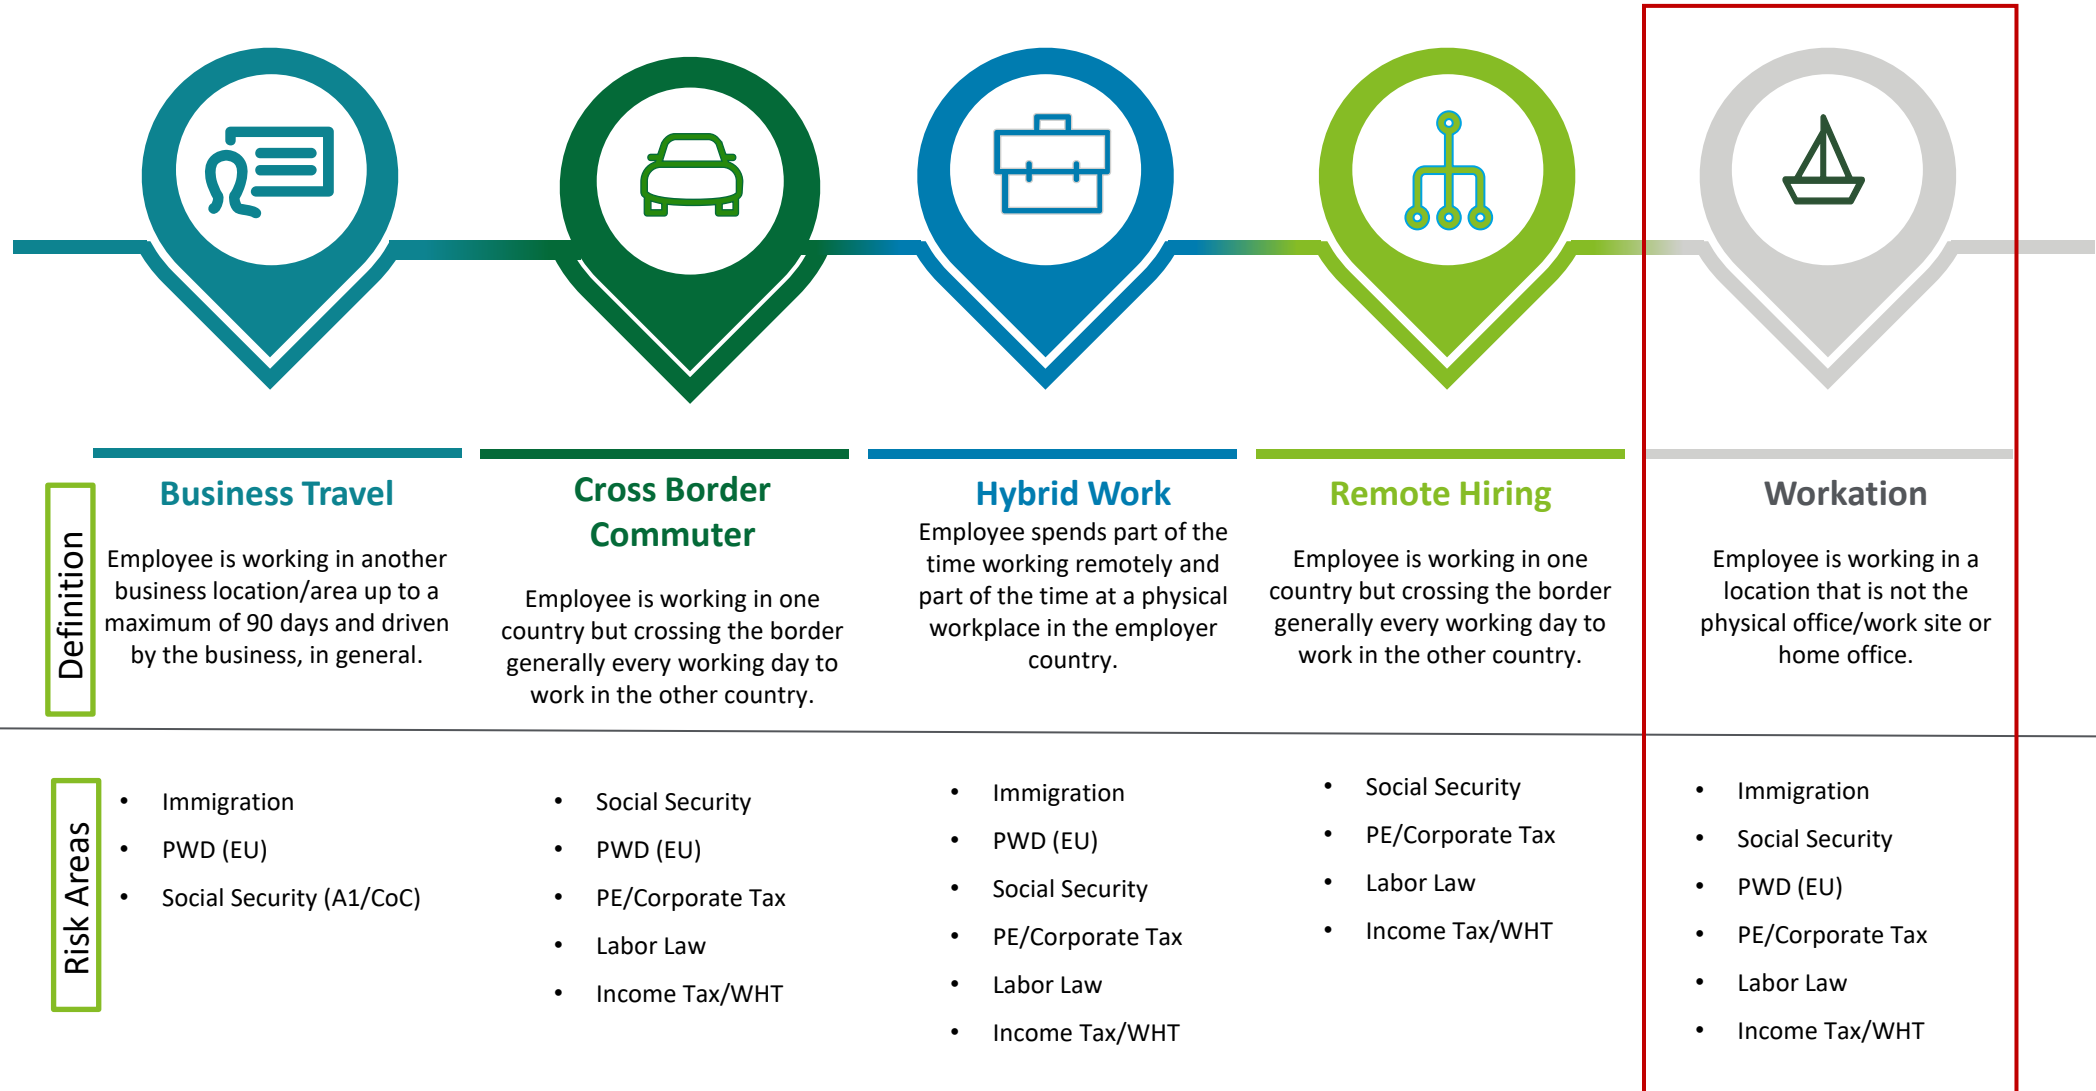 Definition
Business Travel
Employee is working in another
business location/area up to a
maximum of 90 days and driven
by the business, in general.
Cross Border
Commuter
Employee is working in one
country but crossing the border
generally every working day to
work in the other country.
Hybrid Work
Employee spends part of the
time working remotely and
part of the time at a physical
workplace in the employer
country.
Remote Hiring
Employee is working in one
country but crossing the border
generally every working day to
work in the other country.
Workation
Employee is working in a
location that is not the
physical office/work site or
home office.
Risk Areas
• Immigration
• PWD (EU)
• Social Security (A1/CoC)
• Social Security
• PWD (EU)
• PE/Corporate Tax
• Labor Law
• Income Tax/WHT
• Immigration
• PWD (EU)
• Social Security
• PE/Corporate Tax
• Labor Law
• Income Tax/WHT
• Social Security
• PE/Corporate Tax
• Labor Law
• Income Tax/WHT
• Immigration
• Social Security
• PWD (EU)
• PE/Corporate Tax
• Labor Law
• Income Tax/WHT